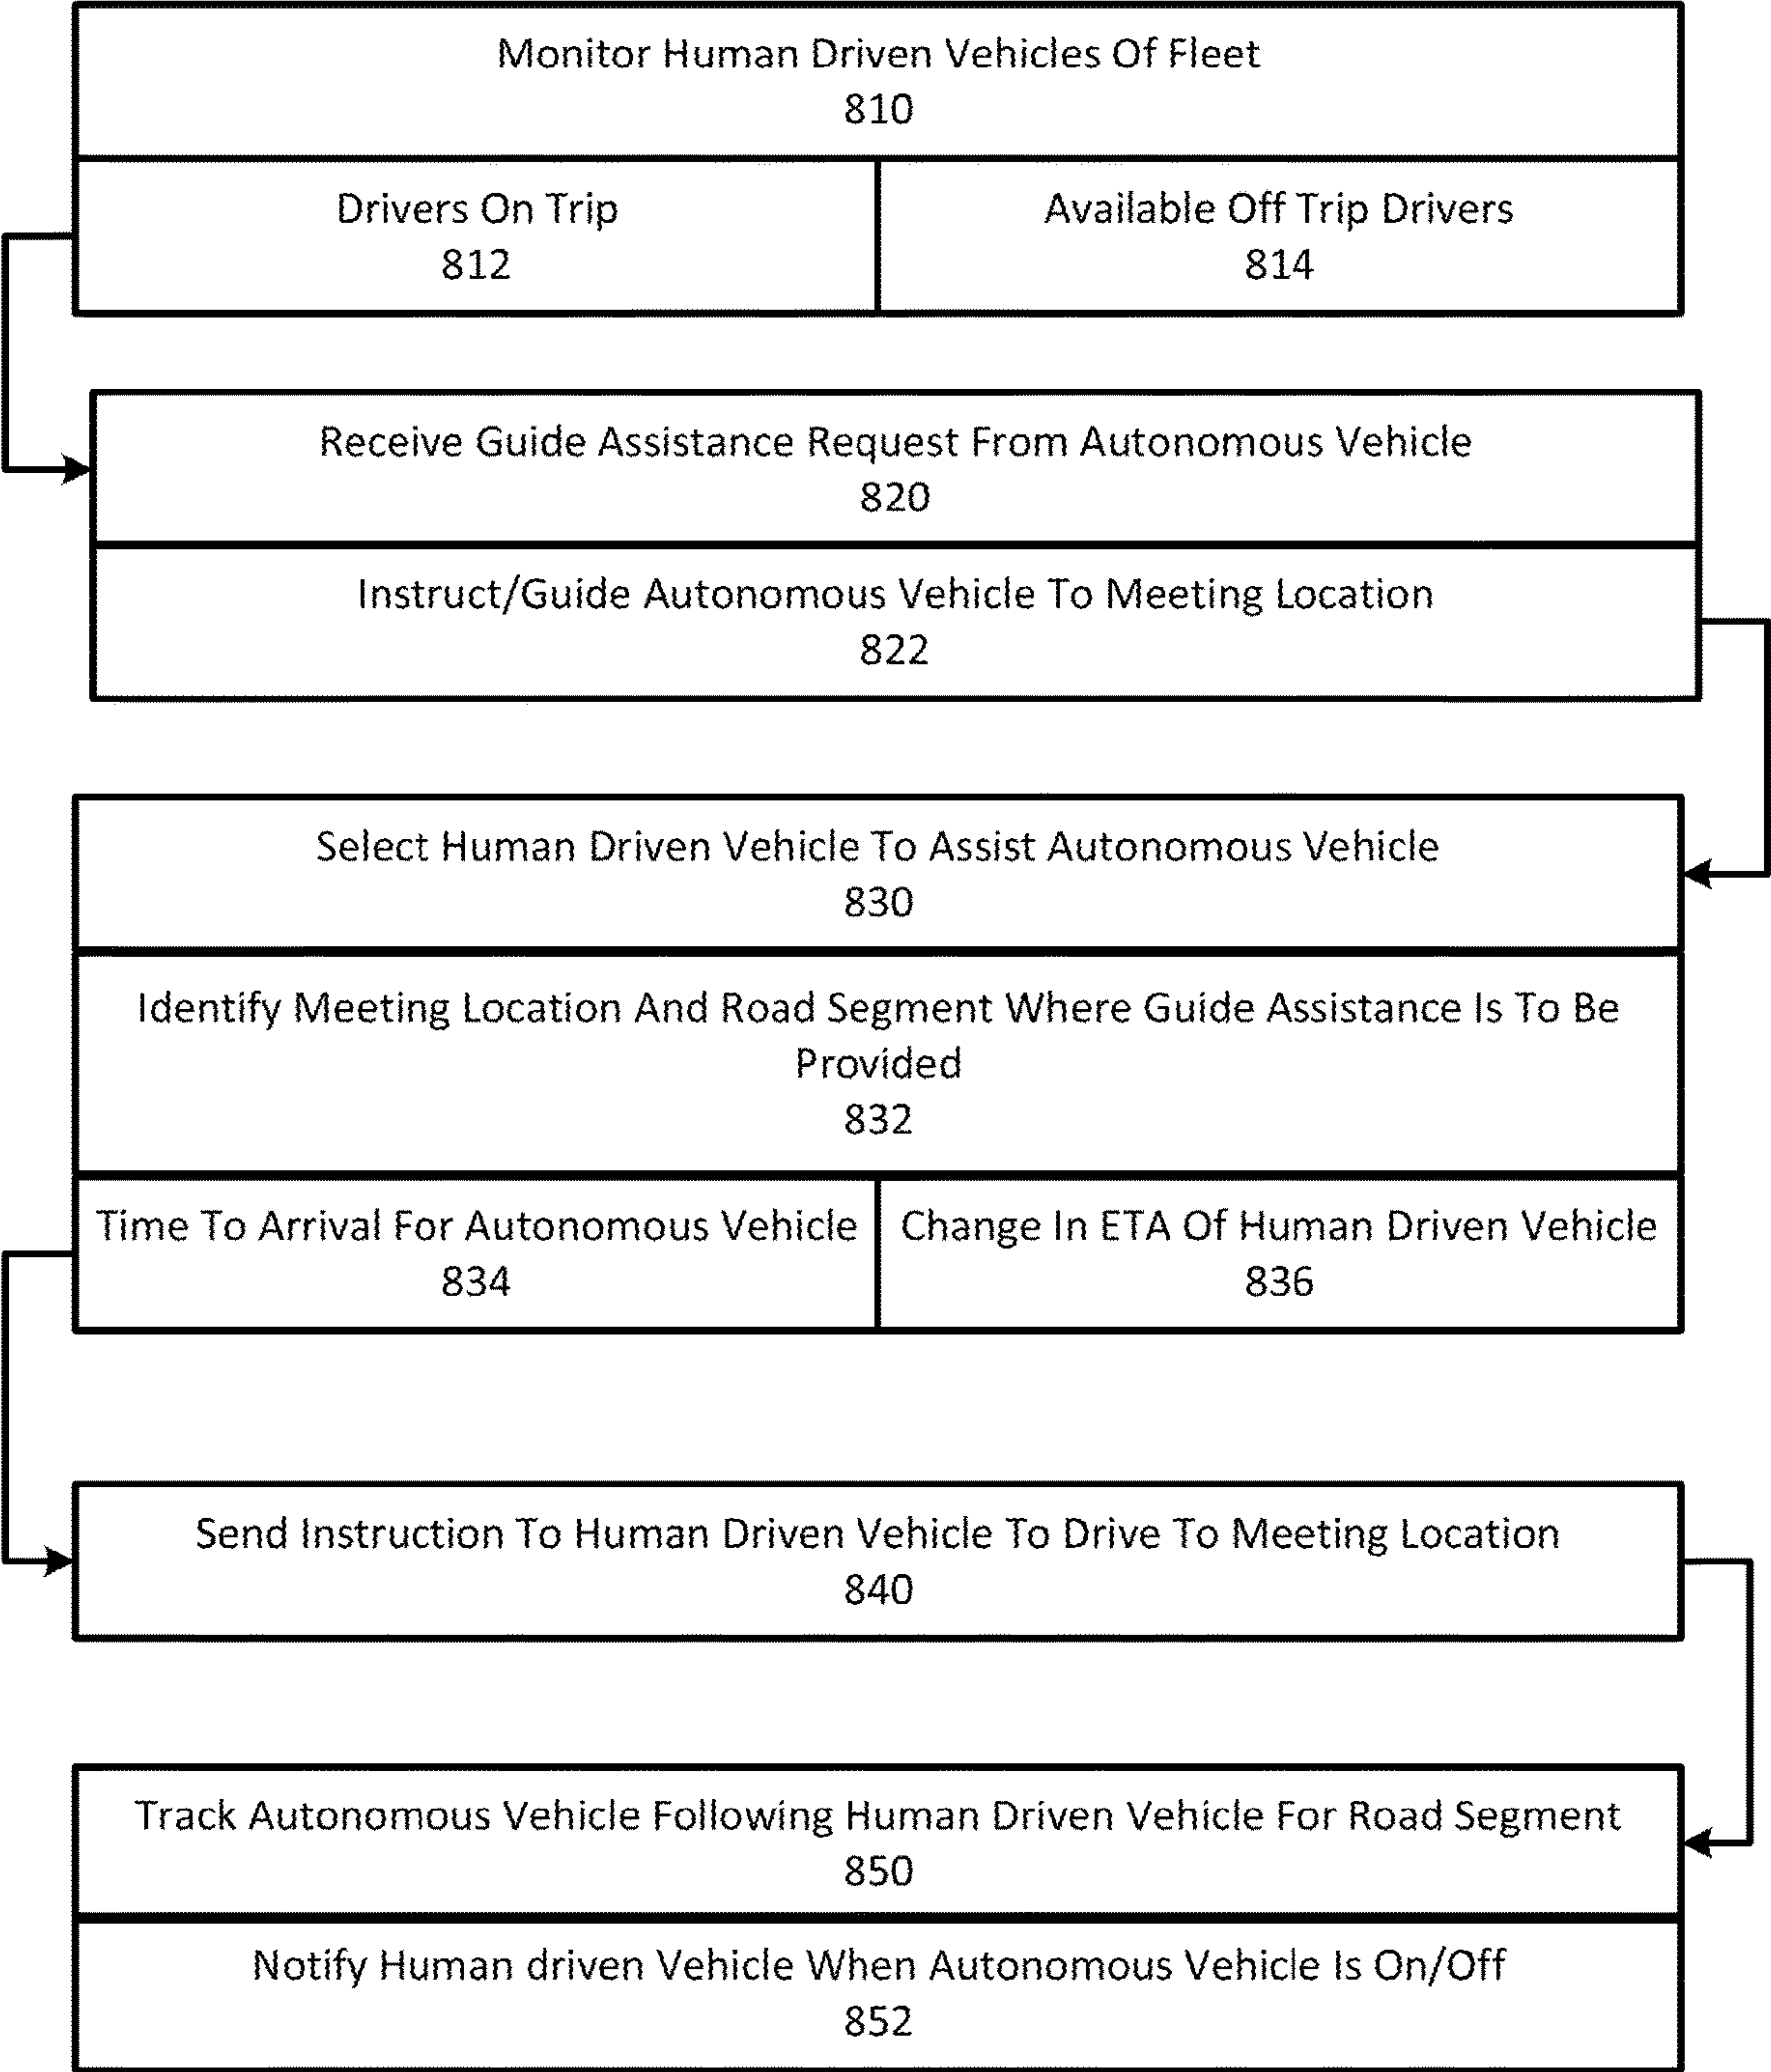 Monitor Human Driven Vehicles Of Fleet
810
Drivers On Trip
812
Available Off Trip Drivers
814
Receive Guide Assistance Request From Autonomous Vehicle
820
Instruct/Guide Autonomous Vehicle To Meeting Location
822
Select Human Driven Vehicle To Assist Autonomous Vehicle
830
Identify Meeting Location And Road Segment Where Guide Assistance Is To Be
Provided
832
Time To Arrival For Autonomous Vehicle
834
Change In ETA Of Human Driven Vehicle
836
Send Instruction To Human Driven Vehicle To Drive To Meeting Location
840
Track Autonomous Vehicle Following Human Driven Vehicle For Road Segment
850
Notify Human driven Vehicle When Autonomous Vehicle Is On/Off
852